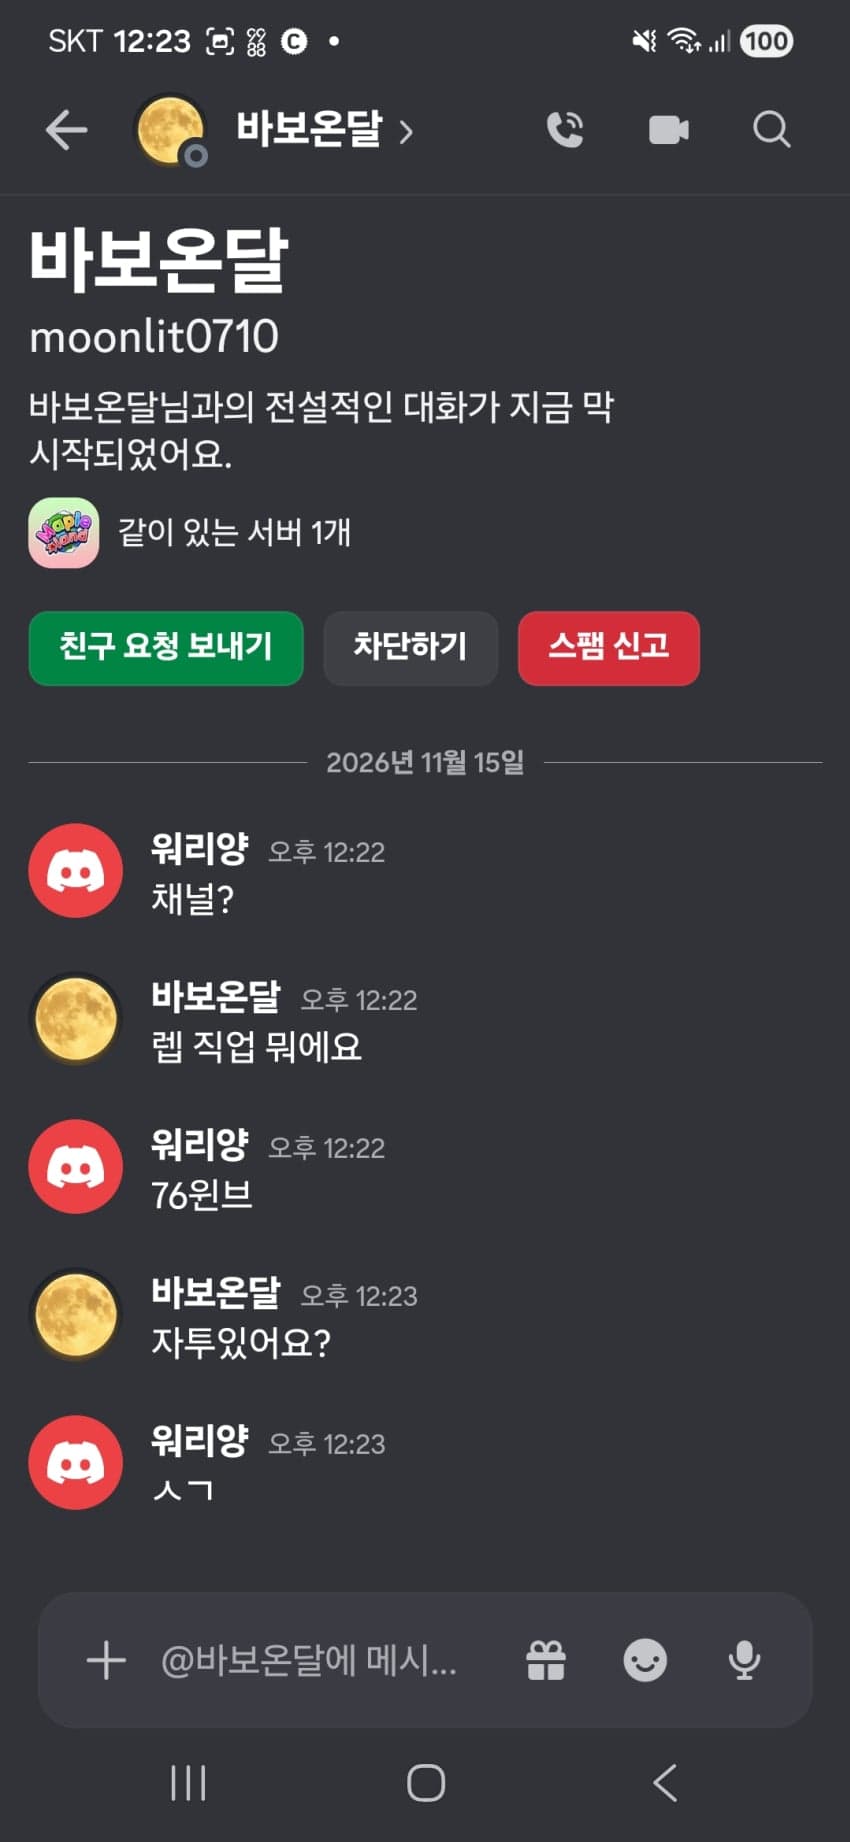 SKT 12:23
100
바보온달
바보온달
moonlit0710
바보온달님과의 전설적인 대화가 지금 막
시작되었어요.
Maple
land
같이 있는 서버 1개
친구 요청 보내기
차단하기
스팸 신고
2026년 11월 15일
워리양 오후 12:22
채널?
바보온달 오후 12:22
렙 직업 뭐에요
워리양 오후 12:22
76윈브
바보온달 오후 12:23
자투있어요?
워리양 오후 12:23
ㅅㄱ
@바보온달에 메시...